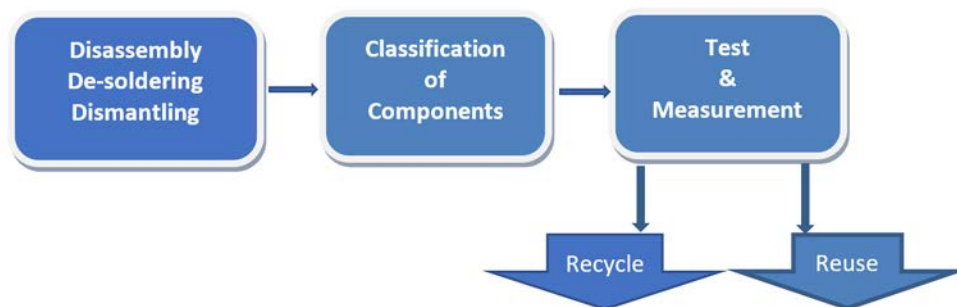 Disassembly
De-soldering
Dismantling
Classification
of
Components
Test
&
Measurement
Recycle
Reuse